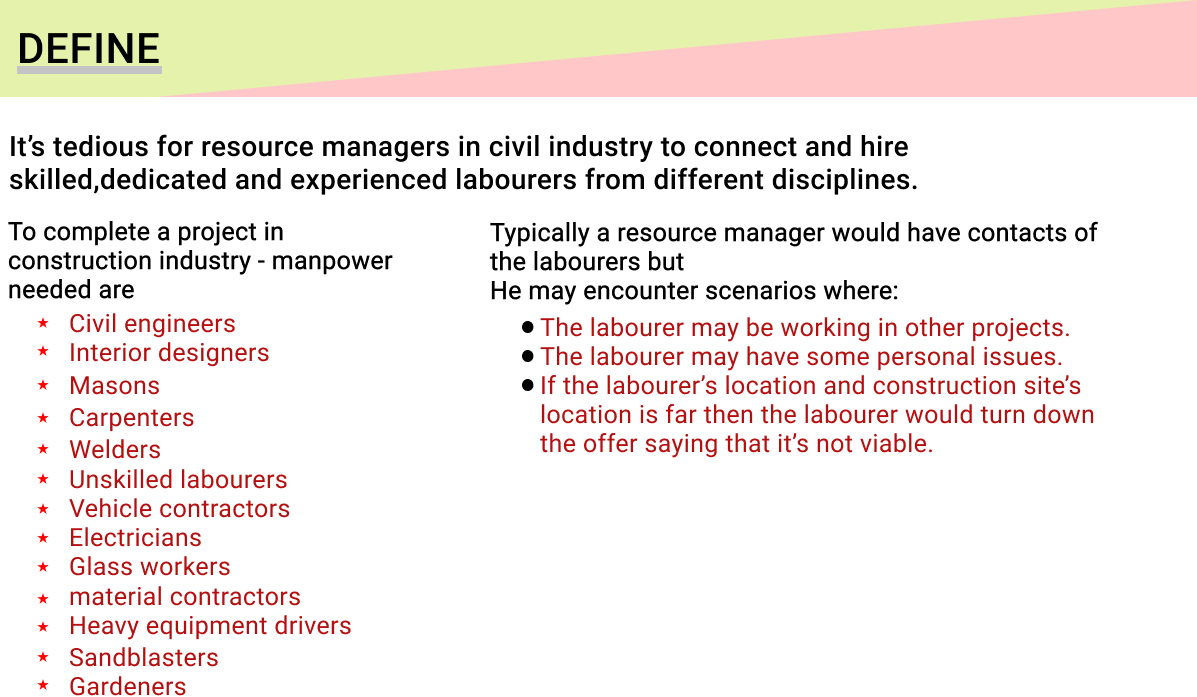 DEFINE
It's tedious for resource managers in civil industry to connect and hire
skilled,dedicated and experienced labourers from different disciplines.
To complete a project in
construction industry - manpower
needed are
★ Civil engineers
★ Interior designers
★ Masons
★ Carpenters
★ Welders
★ Unskilled labourers
★ Vehicle contractors
★ Electricians
★ Glass workers
★ material contractors
★ Heavy equipment drivers
★ Sandblasters
★ Gardeners
Typically a resource manager would have contacts of
the labourers but
He may encounter scenarios where:
● The labourer may be working in other projects.
● The labourer may have some personal issues.
● If the labourer's location and construction site's
location is far then the labourer would turn down
the offer saying that it's not viable.